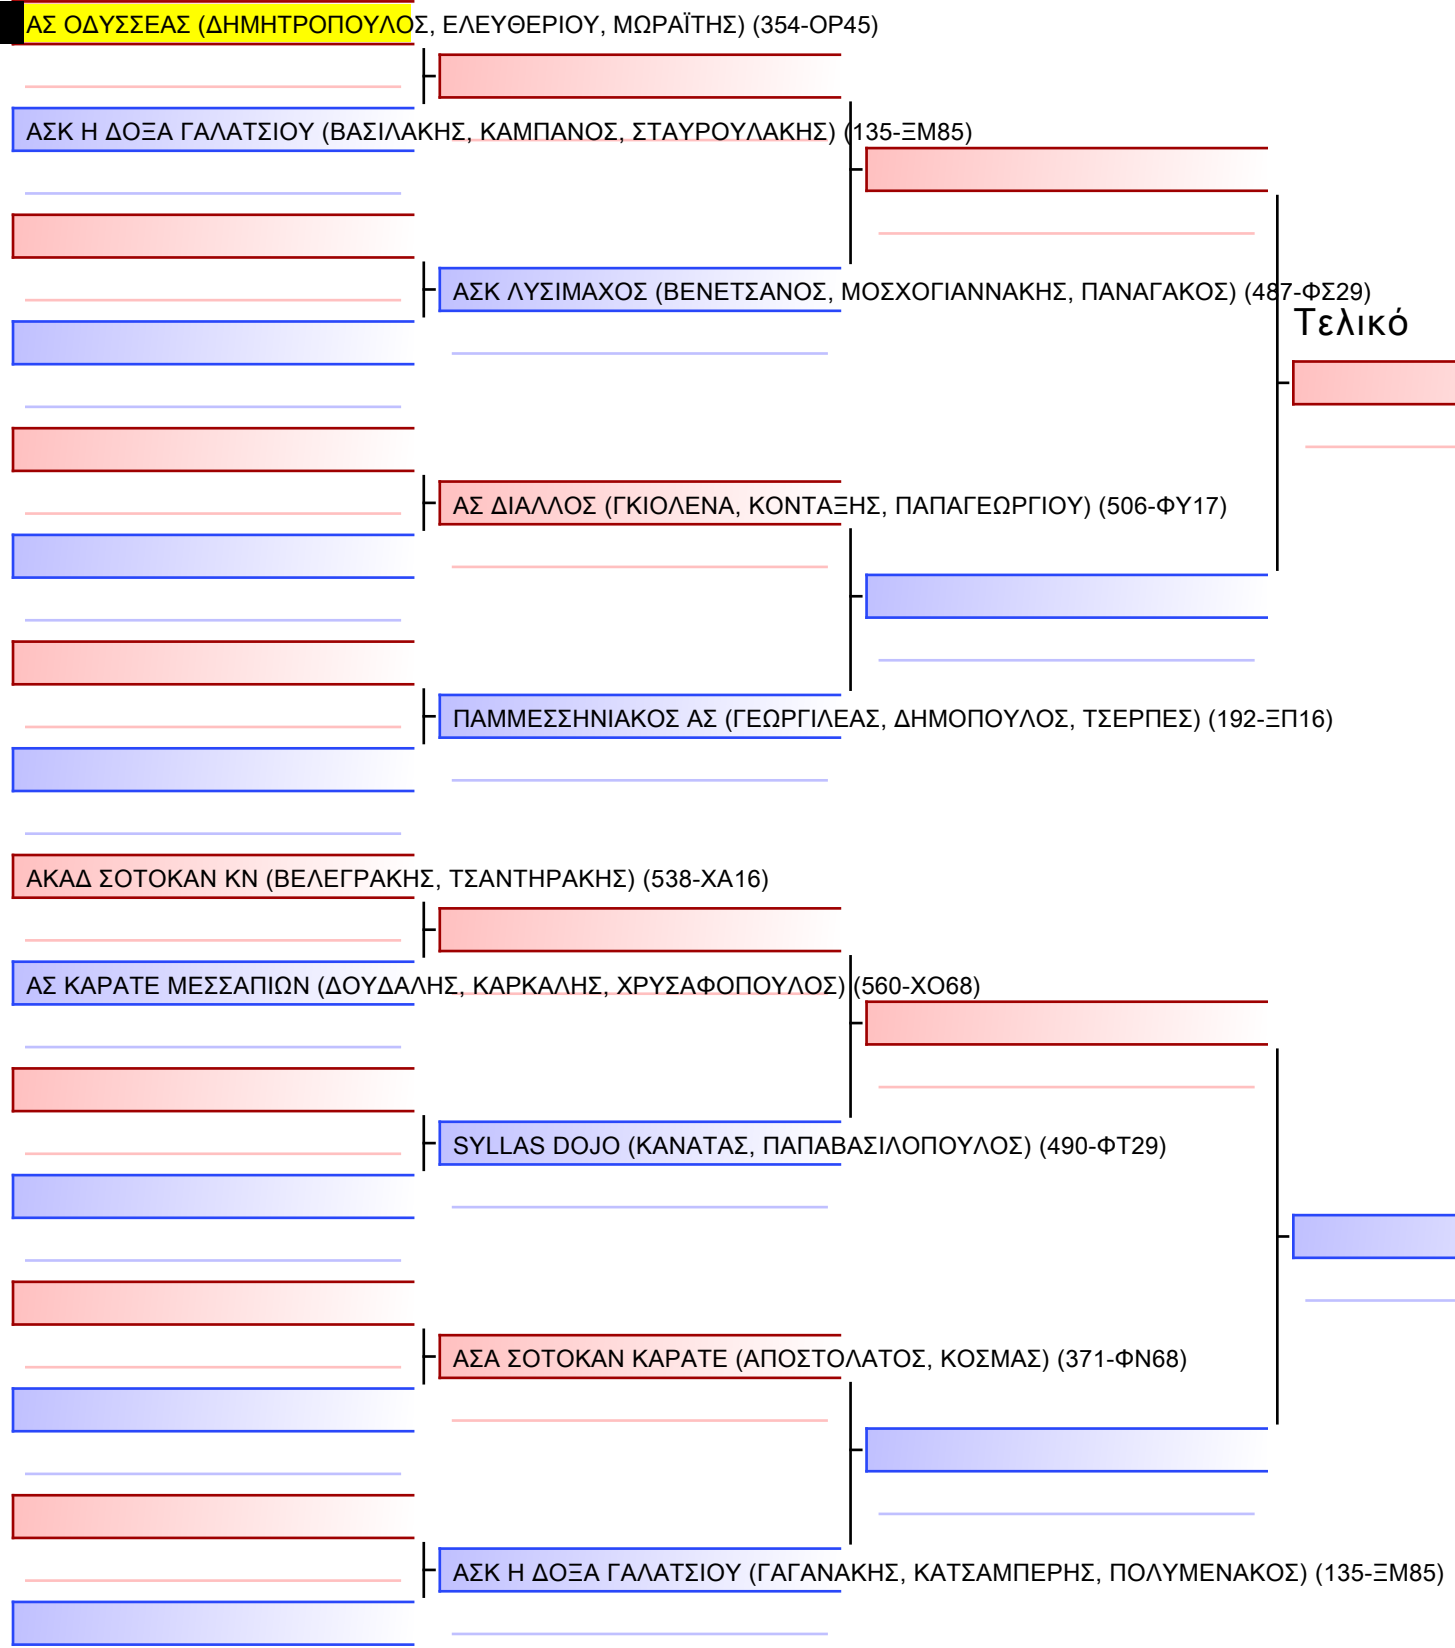 ΑΣ ΟΔΥΣΣΕΑΣ (ΔΗΜΗΤΡΟΠΟΥΛΟΣ, ΕΛΕΥΘΕΡΙΟΥ, ΜΩΡΑΪΤΗΣ) (354-ΟΡ45)
ΑΣΚ Η ΔΟΞΑ ΓΑΛΑΤΣΙΟΥ (ΒΑΣΙΛΑΚΗΣ, ΚΑΜΠΑΝΟΣ, ΣΤΑΥΡΟΥΛΑΚΗΣ) (135-ΞΜ85)
ΑΣΚ ΛΥΣΙΜΑΧΟΣ (ΒΕΝΕΤΣΑΝΟΣ, ΜΟΣΧΟΓΙΑΝΝΑΚΗΣ, ΠΑΝΑΓΑΚΟΣ) (487-ΦΣ29)
Τελικό
ΑΣ ΔΙΑΛΛΟΣ (ΓΚΙΟΛΕΝΑ, ΚΟΝΤΑΞΗΣ, ΠΑΠΑΓΕΩΡΓΙΟΥ) (506-ΦΥ17)
ΠΑΜΜΕΣΣΗΝΙΑΚΟΣ ΑΣ (ΓΕΩΡΓΙΛΕΑΣ, ΔΗΜΟΠΟΥΛΟΣ, ΤΣΕΡΠΕΣ) (192-ΞΠ16)
ΑΚΑΔ ΣΟΤΟΚΑΝ ΚΝ (ΒΕΛΕΓΡΑΚΗΣ, ΤΣΑΝΤΗΡΑΚΗΣ) (538-ΧΑ16)
ΑΣ ΚΑΡΑΤΕ ΜΕΣΣΑΠΙΩΝ (ΔΟΥΔΑΛΗΣ, ΚΑΡΚΑΛΗΣ, ΧΡΥΣΑΦΟΠΟΥΛΟΣ) (560-ΧΟ68)
SYLLAS DOJO (ΚΑΝΑΤΑΣ, ΠΑΠΑΒΑΣΙΛΟΠΟΥΛΟΣ) (490-ΦΤ29)
ΑΣΑ ΣΟΤΟΚΑΝ ΚΑΡΑΤΕ (ΑΠΟΣΤΟΛΑΤΟΣ, ΚΟΣΜΑΣ) (371-ΦΝ68)
ΑΣΚ Η ΔΟΞΑ ΓΑΛΑΤΣΙΟΥ (ΓΑΓΑΝΑΚΗΣ, ΚΑΤΣΑΜΠΕΡΗΣ, ΠΟΛΥΜΕΝΑΚΟΣ) (135-ΞΜ85)